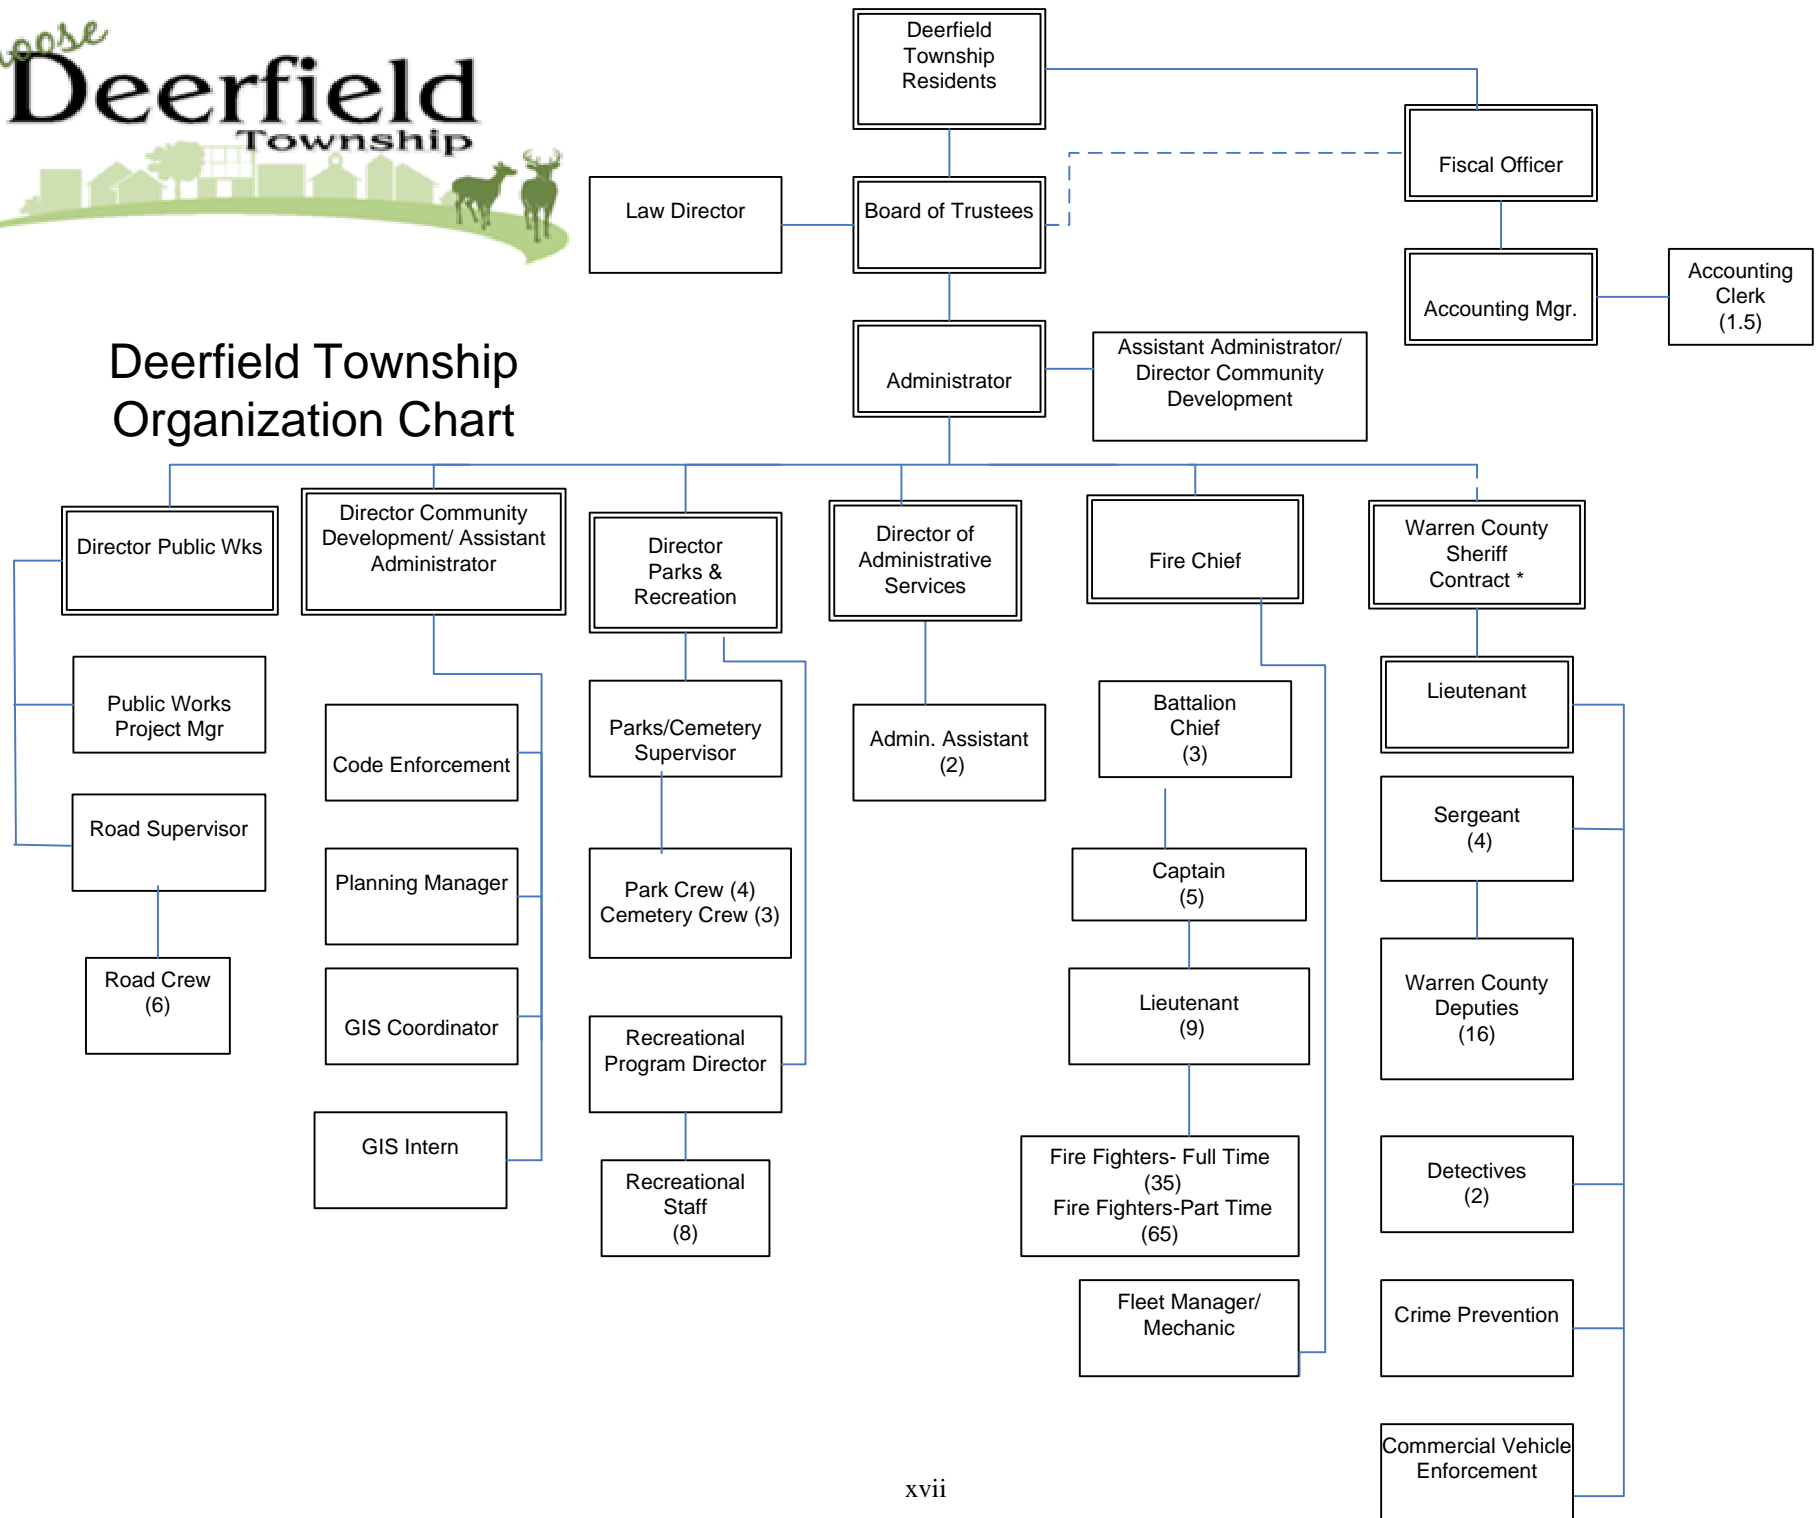 Deerfield
Township
Deerfield
Township
Residents
Fiscal Officer
Law Director
Board of Trustees
Accounting Mgr.
Accounting
Clerk
(1.5)
Administrator
Assistant Administrator/
Director Community
Development
Deerfield Township
Organization Chart
Director Public Wks
Director Community
Development/ Assistant
Administrator
Director
Parks &
Recreation
Director of
Administrative
Services
Fire Chief
Warren County
Sheriff
Contract *
Public Works
Project Mgr
Road Supervisor
Road Crew
(6)
Code Enforcement
Planning Manager
GIS Coordinator
GIS Intern
Parks/Cemetery
Supervisor
Park Crew (4)
Cemetery Crew (3)
Recreational
Program Director
Recreational
Staff
(8)
Admin. Assistant
(2)
Battalion
Chief
(3)
Captain
(5)
Lieutenant
(9)
Fire Fighters- Full Time
(35)
Fire Fighters-Part Time
(65)
Fleet Manager/
Mechanic
Lieutenant
Sergeant
(4)
Warren County
Deputies
(16)
Detectives
(2)
Crime Prevention
Commercial Vehicle
Enforcement
xvii